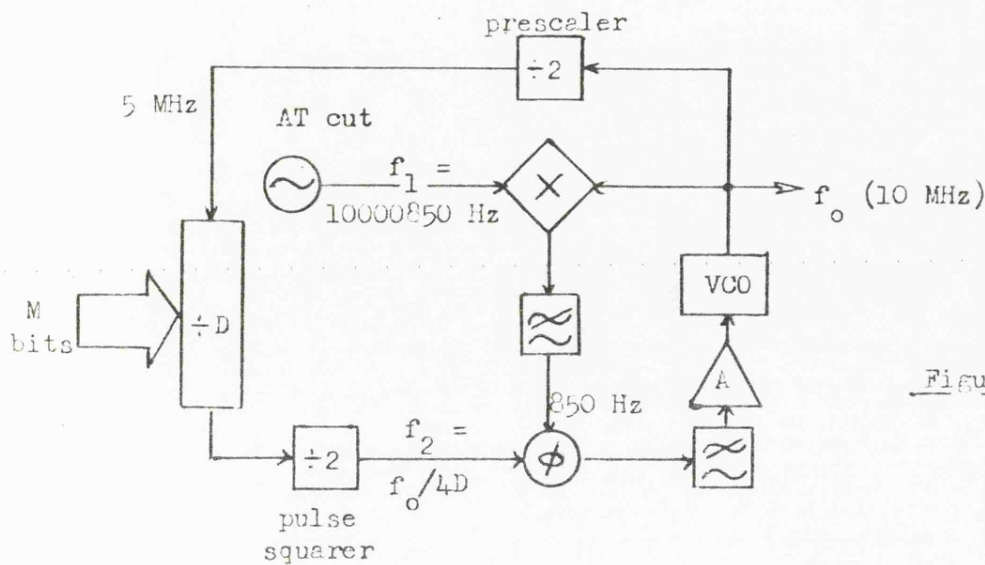 prescaler
÷2
5 MHz
AT cut
f₁ =
10000850 Hz
×
f₀ (10 MHz)
VCO
M
bits
÷D
A
850 Hz
÷2
f₂ =
f₀/4D
ϕ
pulse
squarer